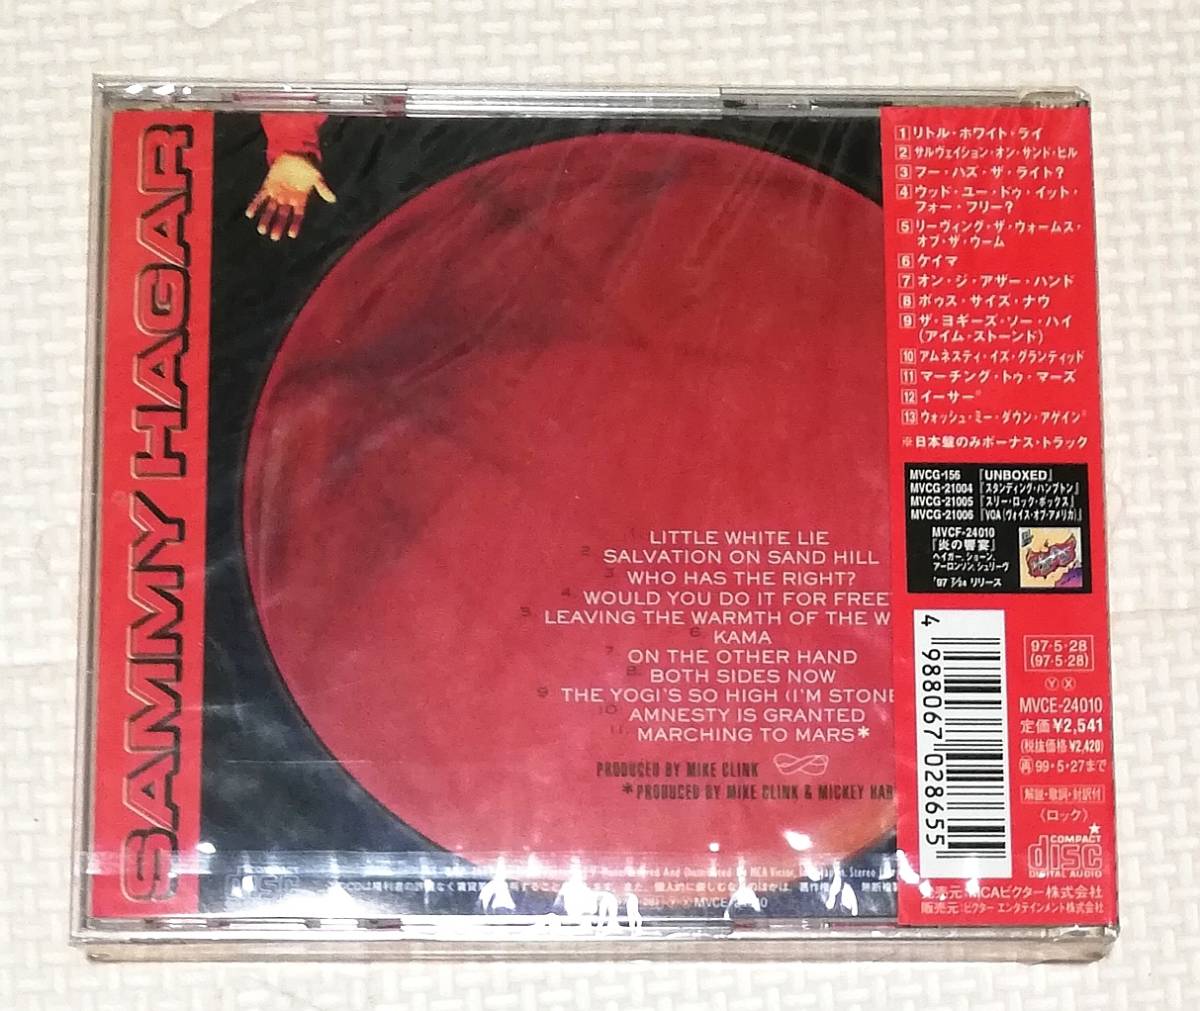 SAMMY HAGAR
1 LITTLE WHITE LIE
2 SALVATION ON SAND HILL
3 WHO HAS THE RIGHT?
4 WOULD YOU DO IT FOR FREE?
5 LEAVING THE WARMTH OF THE W
6 KAMA
7 ON THE OTHER HAND
8 BOTH SIDES NOW
9 THE YOGI'S SO HIGH (I'M STONE
10 AMNESTY IS GRANTED
11 MARCHING TO MARS*
PRODUCED BY MIKE CLINK
*PRODUCED BY MIKE CLINK & MICKEY HAR
And Distributed by MCA Victor, Japan. Stereo
MVCE-24010
1 リトル・ホワイト・ライ
2 サルヴェイション・オン・サンド・ヒル
3 フー・ハズ・ザ・ライト?
4 ウッド・ユー・ドゥ・イット・
フォー・フリー?
5 リーヴィング・ザ・ウォームス・
オブ・ザ・ウーム
6 ケイマ
7 オン・ジ・アザー・ハンド
8 ボゥス・サイズ・ナウ
9 ザ・ヨギーズ・ソー・ハイ
(アイム・ストーンド)
10 アムネスティ・イズ・グランティッド
11 マーチング・トゥ・マーズ
12 イーサー※
13 ウォッシュ・ミー・ダウン・アゲイン※
※日本盤のみボーナス・トラック
MVCG-156 『UNBOXED』
MVCG-21004 『スタンディング・ハンプトン』
MVCG-21005 『スリー・ロック・ボックス』
MVCG-21006 『VOA(ヴォイス・オブ・アメリカ)』
MVCF-24010
『炎の饗宴』
ヘイガー、ショーン、
アーロンソン、シュリーヴ
'97 7/24 リリース
4 988067 028655
97・5・28
(97・5・28)
Ⓨ Ⓧ
MVCE-24010
定価¥2,541
(税抜価格¥2,420)
再 99・5・27まで
解説・歌詞・対訳付
〈ロック〉
COMPACT
disc
DIGITAL AUDIO
発売元:MCAビクター株式会社
販売元:ビクター エンタテインメント株式会社